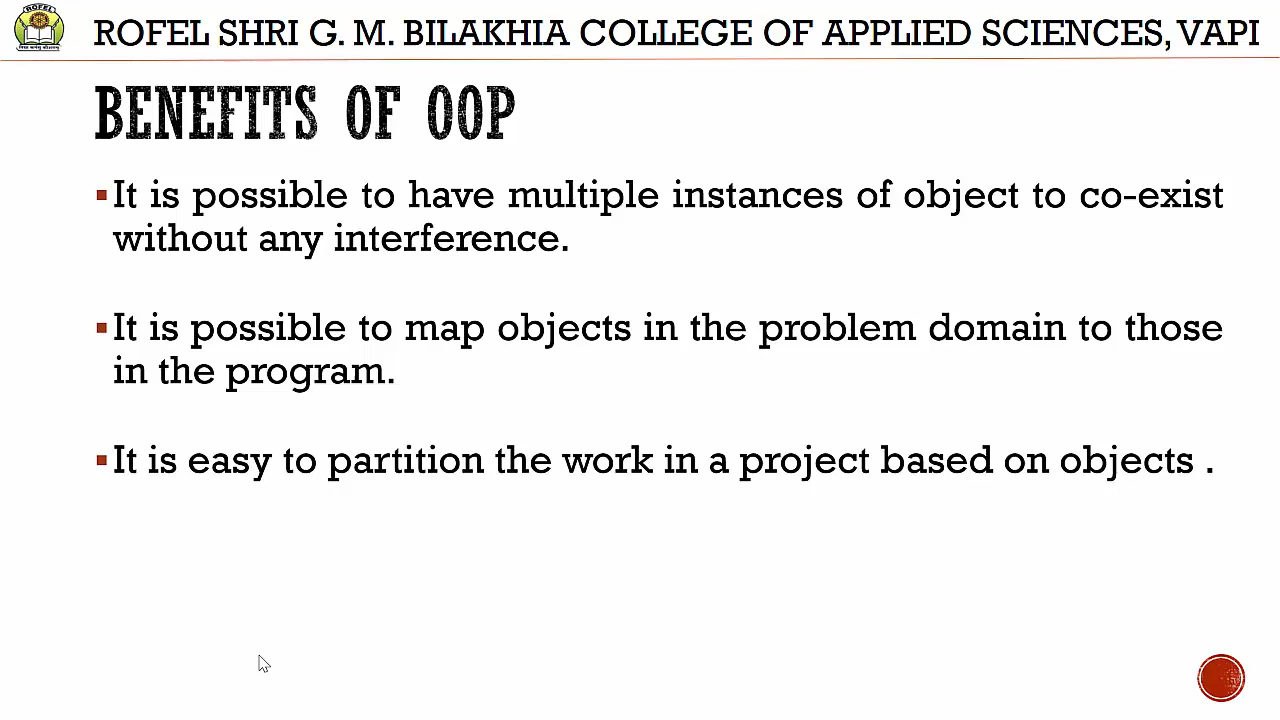 ROFEL
ROFEL SHRI G. M. BILAKHIA COLLEGE OF APPLIED SCIENCES, VAPI
BENEFITS OF OOP
▪It is possible to have multiple instances of object to co-exist
without any interference.
▪It is possible to map objects in the problem domain to those
in the program.
▪It is easy to partition the work in a project based on objects .